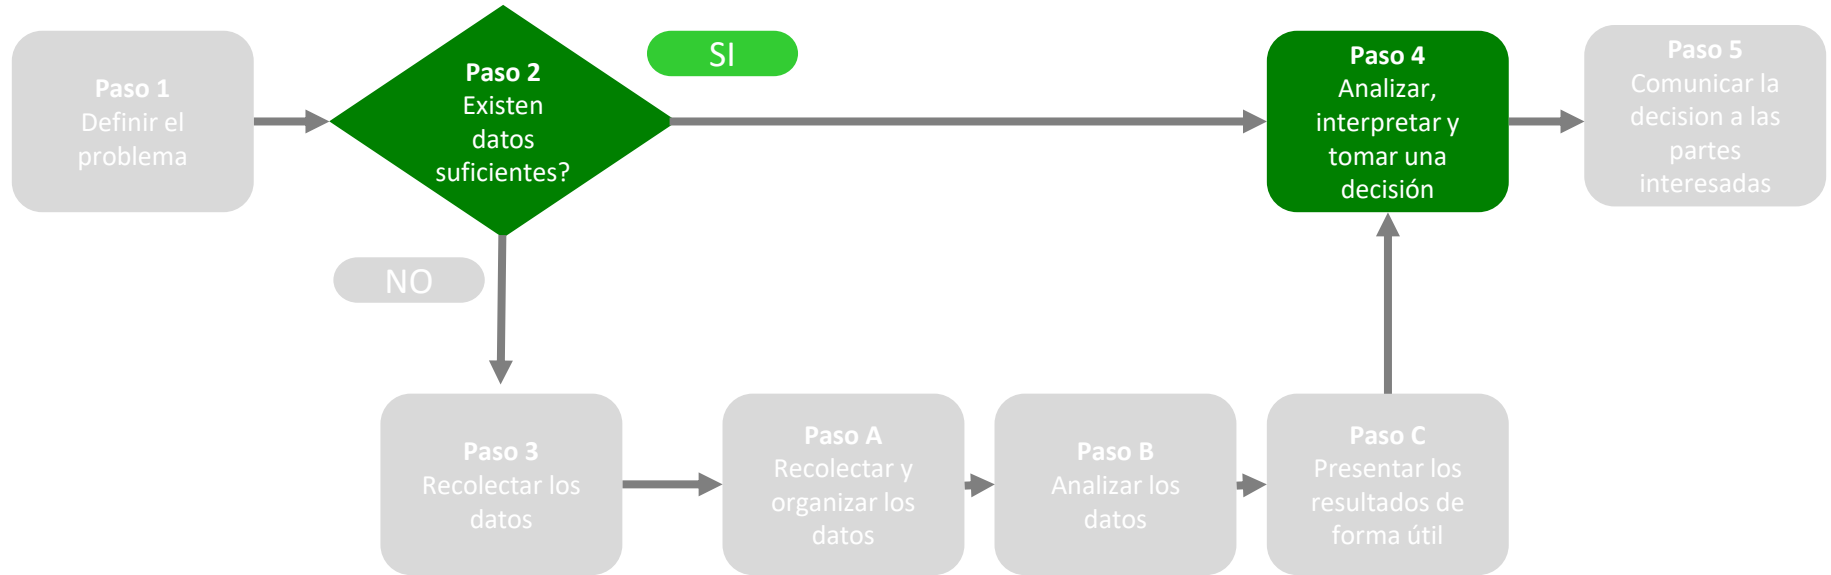 Paso 1
Definir el
problema
Paso 2
Existen
datos
suficientes?
SI
Paso 4
Analizar,
interpretar y
tomar una
decisión
Paso 5
Comunicar la
decision a las
partes
interesadas
NO
Paso 3
Recolectar los
datos
Paso A
Recolectar y
organizar los
datos
Paso B
Analizar los
datos
Paso C
Presentar los
resultados de
forma útil